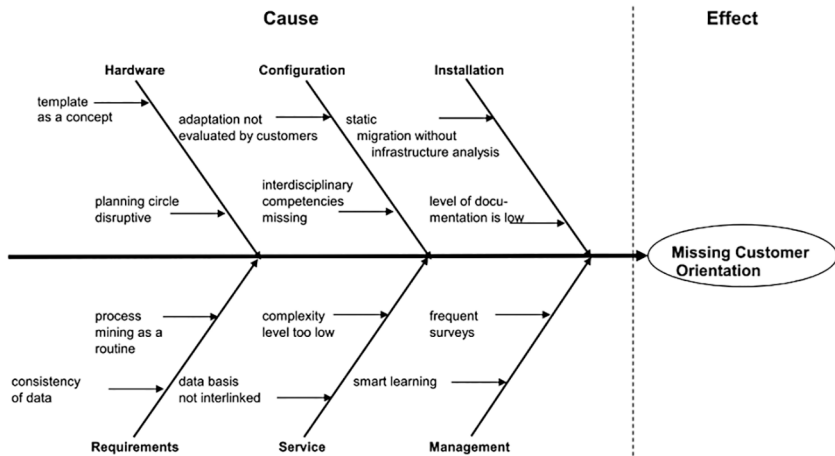 Cause
Effect
Hardware
Configuration
Installation
template
as a concept
adaptation not
evaluated by customers
static
migration without
infrastructure analysis
planning circle
disruptive
interdisciplinary
competencies
missing
level of docu-
mentation is low
Missing Customer
Orientation
process
mining as a
routine
complexity
level too low
frequent
surveys
consistency
of data
data basis
not interlinked
smart learning
Requirements
Service
Management